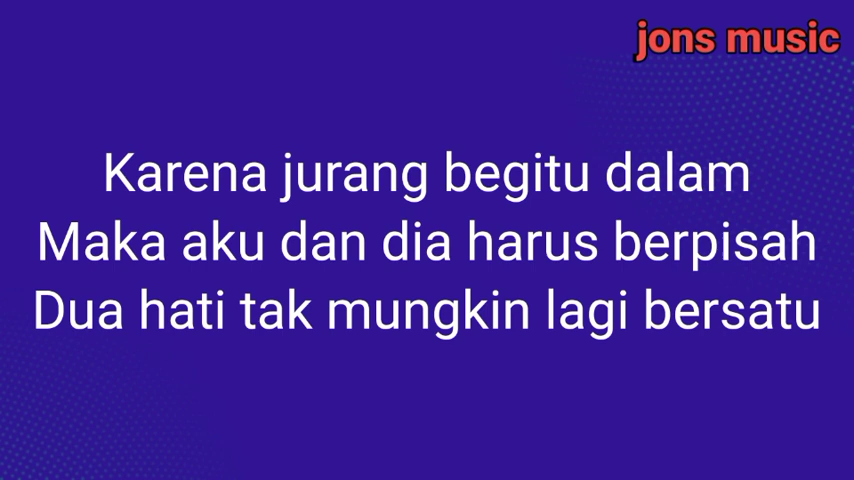 jons music
Karena jurang begitu dalam
Maka aku dan dia harus berpisah
Dua hati tak mungkin lagi bersatu